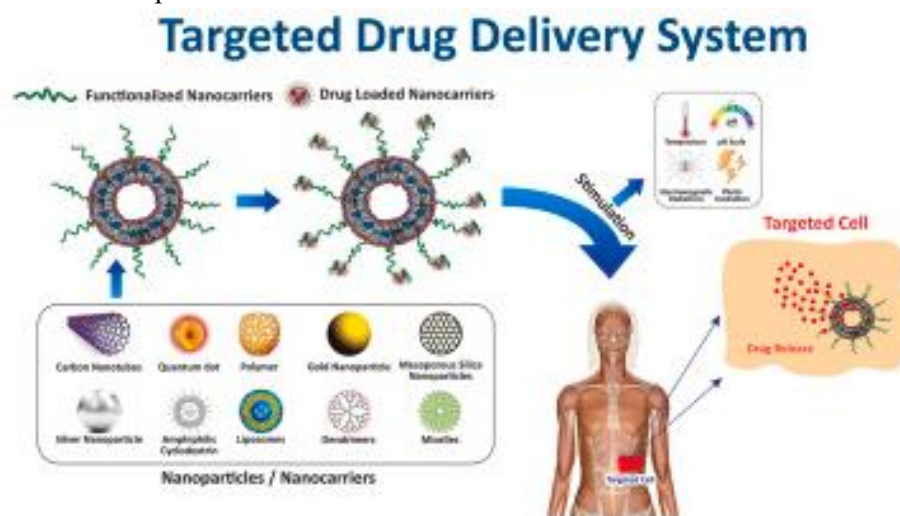 Targeted Drug Delivery System
Functionalized Nanocarriers
Drug Loaded Nanocarriers
Temperature
pH
Stimulation
Targeted Cell
Drug Release
Carbon Nanotubes
Quantum dot
Polymer
Gold Nanoparticle
Mesoporous Silica
Nanoparticles
Silver Nanoparticle
Amphiphilic
Cyclodextrin
Liposomes
Dendrimers
Micelles
Nanoparticles / Nanocarriers
Targeted Cell